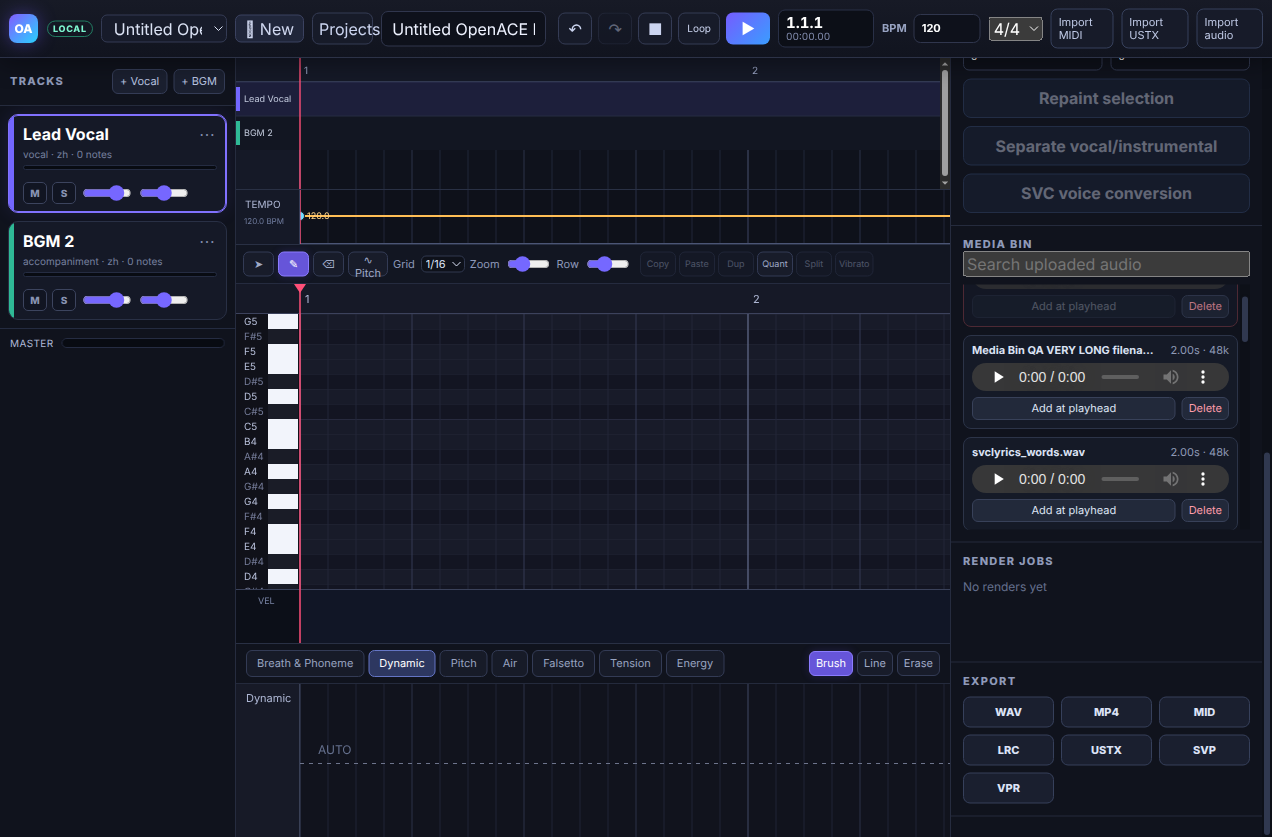 OA
LOCAL
Untitled Ope
New
Projects
Untitled OpenACE
Loop
1.1.1
00:00.00
BPM
120
4/4
Import MIDI
Import USTX
Import audio
TRACKS
+ Vocal
+ BGM
Lead Vocal
vocal · zh · 0 notes
M
S
BGM 2
accompaniment · zh · 0 notes
M
S
MASTER
1
2
Lead Vocal
BGM 2
TEMPO
120.0 BPM
120.0
Pitch
Grid
1/16
Zoom
Row
Copy
Paste
Dup
Quant
Split
Vibrato
1
2
G5
F#5
F5
E5
D#5
D5
C#5
C5
B4
A#4
A4
G#4
G4
F#4
F4
E4
D#4
D4
VEL
Breath & Phoneme
Dynamic
Pitch
Air
Falsetto
Tension
Energy
Brush
Line
Erase
Dynamic
AUTO
Repaint selection
Separate vocal/instrumental
SVC voice conversion
MEDIA BIN
Search uploaded audio
Add at playhead
Delete
Media Bin QA VERY LONG filena...
2.00s · 48k
0:00 / 0:00
Add at playhead
Delete
svclyrics_words.wav
2.00s · 48k
0:00 / 0:00
Add at playhead
Delete
RENDER JOBS
No renders yet
EXPORT
WAV
MP4
MID
LRC
USTX
SVP
VPR